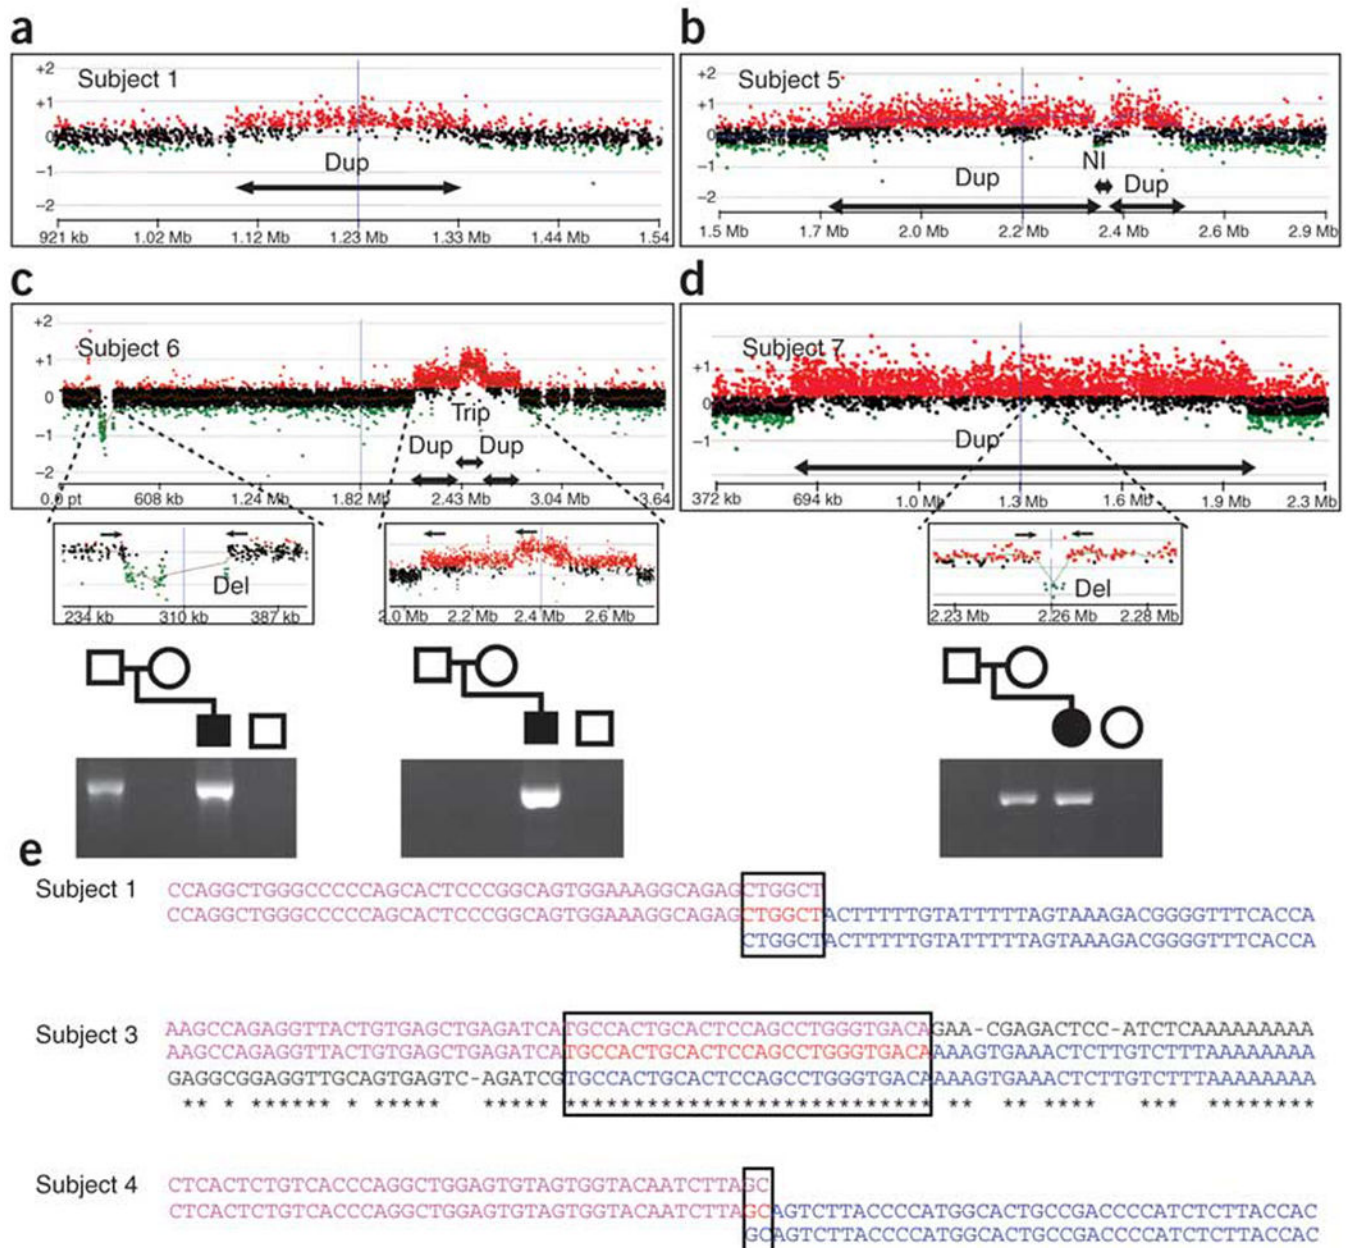 a
b
+2
Subject 1
+1
0
Dup
−1
−2
921 kb 1.02 Mb 1.12 Mb 1.23 Mb 1.33 Mb 1.44 Mb 1.54
+2
Subject 5
+1
0
−1
NI
Dup Dup
−2
1.5 Mb 1.7 Mb 2.0 Mb 2.2 Mb 2.4 Mb 2.6 Mb 2.9 Mb
c
d
+2
Subject 6
+1
0
Trip
−1
Dup Dup
−2
0.0 pt 608 kb 1.24 Mb 1.82 Mb 2.43 Mb 3.04 Mb 3.64
Subject 7
+1
0
Dup
−1
372 kb 694 kb 1.0 Mb 1.3 Mb 1.6 Mb 1.9 Mb 2.3 Mb
Del
234 kb 310 kb 387 kb
2.0 Mb 2.2 Mb 2.4 Mb 2.6 Mb
Del
2.23 Mb 2.26 Mb 2.28 Mb
e
Subject 1 CCAGGCTGGGCCCCCAGCACTCCCGGCAGTGGAAAGGCAGAGCTGGCT
CCAGGCTGGGCCCCCAGCACTCCCGGCAGTGGAAAGGCAGAGCTGGCTACTTTTTGTATTTTTAGTAAAGACGGGGTTTCACCA
CTGGCTACTTTTTGTATTTTTAGTAAAGACGGGGTTTCACCA
Subject 3 AAGCCAGAGGTTACTGTGAGCTGAGATCATGCCACTGCACTCCAGCCTGGGTGACAGAA-CGAGACTCC-ATCTCAAAAAAAAA
AAGCCAGAGGTTACTGTGAGCTGAGATCATGCCACTGCACTCCAGCCTGGGTGACAAAAGTGAAACTCTTGTCTTTAAAAAAAA
GAGGCGGAGGTTGCAGTGAGTC-AGATCGTGCCACTGCACTCCAGCCTGGGTGACAAAAGTGAAACTCTTGTCTTTAAAAAAAA
** * ****** * ***** ***** *************************** ** ** **** *** ********
Subject 4 CTCACTCTGTCACCCAGGCTGGAGTGTAGTGGTACAATCTTAGC
CTCACTCTGTCACCCAGGCTGGAGTGTAGTGGTACAATCTTAGCAGTCTTACCCCATGGCACTGCCGACCCCATCTCTTACCAC
GCAGTCTTACCCCATGGCACTGCCGACCCCATCTCTTACCAC